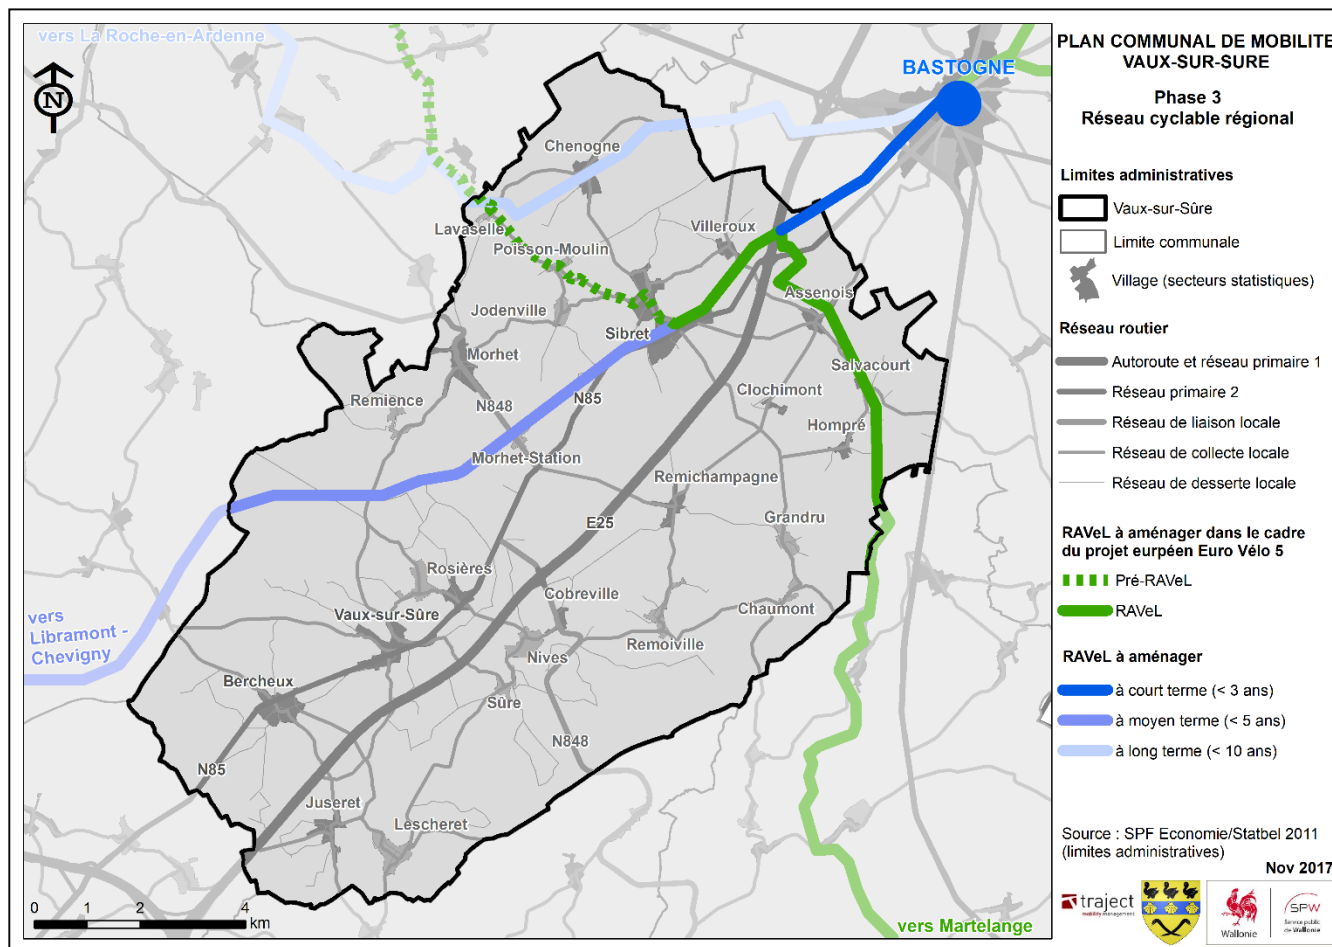 vers La Roche-en-Ardenne
BASTOGNE
N
Chenogne
Lavaselle
Villeroux
Poisson-Moulin
Assenois
Jodenville
Sibret
Morhet
Salvacourt
Clochimont
Remience
N848
N85
Hompré
Morhet-Station
Remichampagne
E25
Grandru
Rosières
Cobreville
Chaumont
vers
Libramont -
Chevigny
Vaux-sur-Sûre
Remoiville
Nives
Bercheux
Sûre
N848
N85
Juseret
Lescheret
0 1 2 4
km
vers Martelange
PLAN COMMUNAL DE MOBILITE
VAUX-SUR-SURE
Phase 3
Réseau cyclable régional
Limites administratives
Vaux-sur-Sûre
Limite communale
Village (secteurs statistiques)
Réseau routier
Autoroute et réseau primaire 1
Réseau primaire 2
Réseau de liaison locale
Réseau de collecte locale
Réseau de desserte locale
RAVeL à aménager dans le cadre
du projet eurpéen Euro Vélo 5
Pré-RAVeL
RAVeL
RAVeL à aménager
à court terme (< 3 ans)
à moyen terme (< 5 ans)
à long terme (< 10 ans)
Source : SPF Economie/Statbel 2011
(limites administratives)
Nov 2017
traject
mobility management
Wallonie
SPW
Service public
de Wallonie